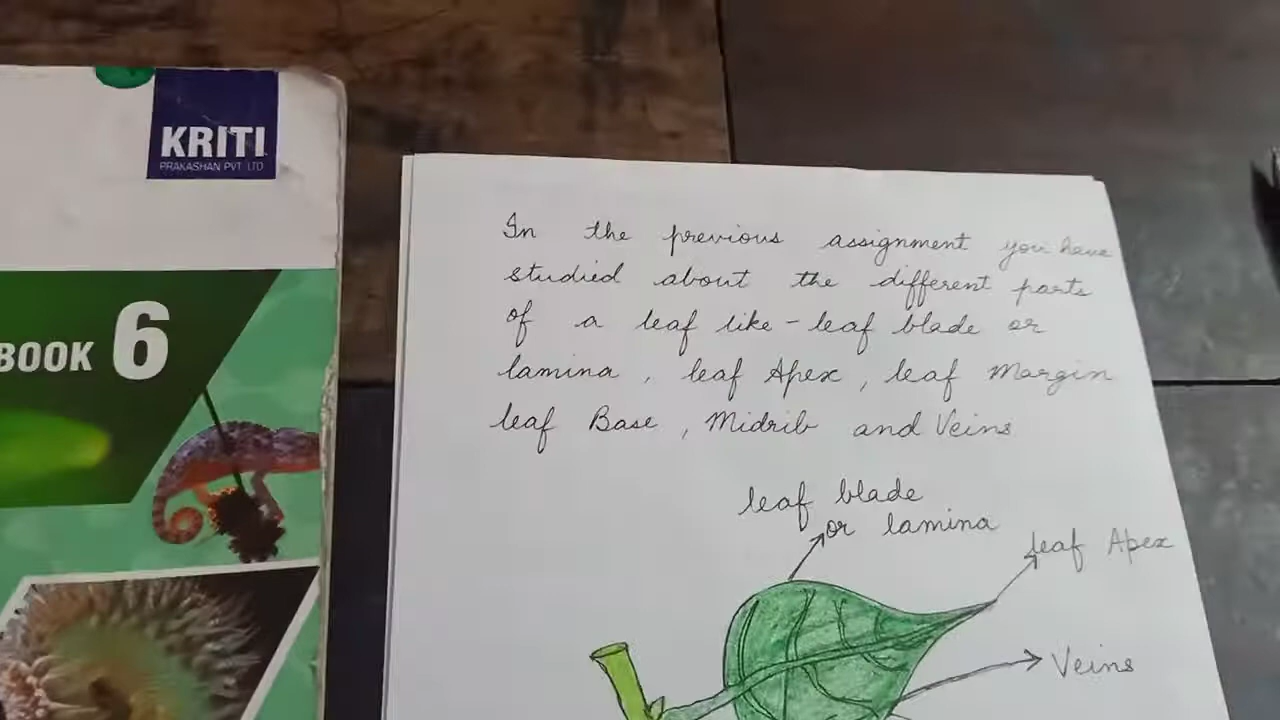 KRITI
PRAKASHAN PVT. LTD
BOOK 6
In the previous assignment you have
studied about the different parts
of a leaf like - leaf blade or
lamina , leaf Apex , leaf Margin
leaf Base , Midrib and Veins
leaf blade
or lamina
leaf Apex
Veins